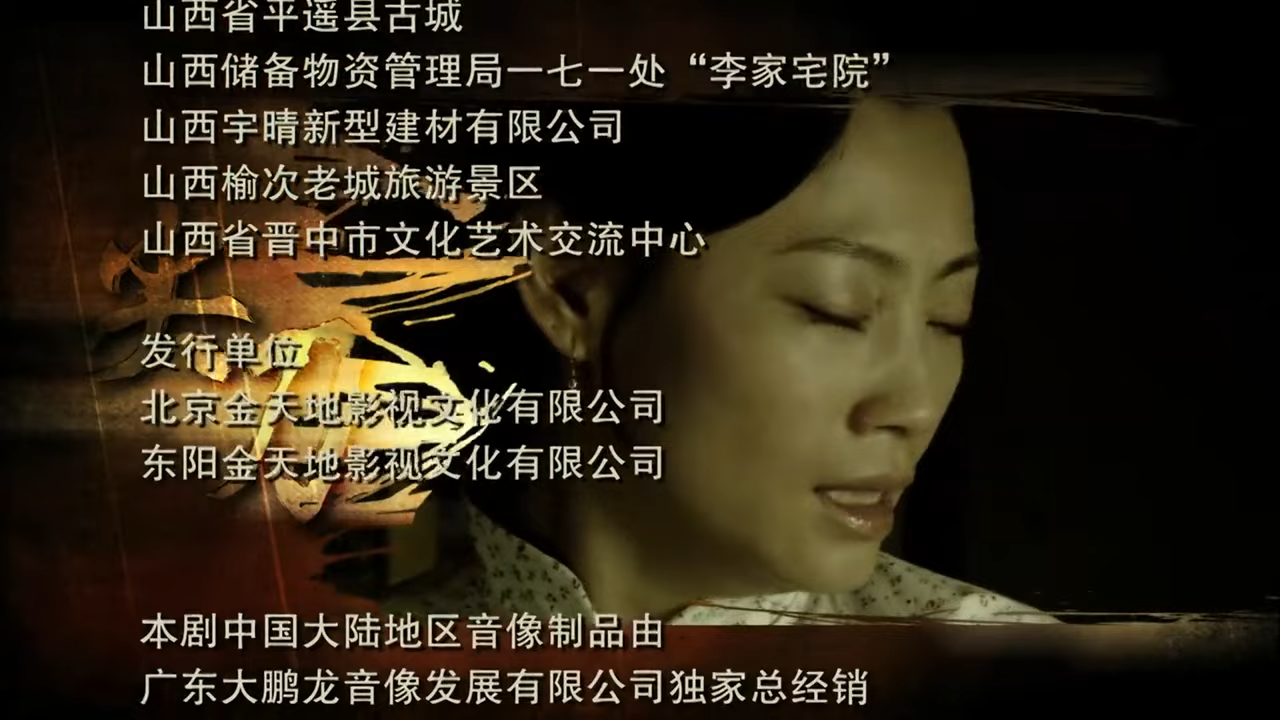 山西省平遥县古城
山西储备物资管理局一七一处“李家宅院”
山西宇晴新型建材有限公司
山西榆次老城旅游景区
山西省晋中市文化艺术交流中心
发行单位
北京金天地影视文化有限公司
东阳金天地影视文化有限公司
本剧中国大陆地区音像制品由
广东大鹏龙音像发展有限公司独家总经销